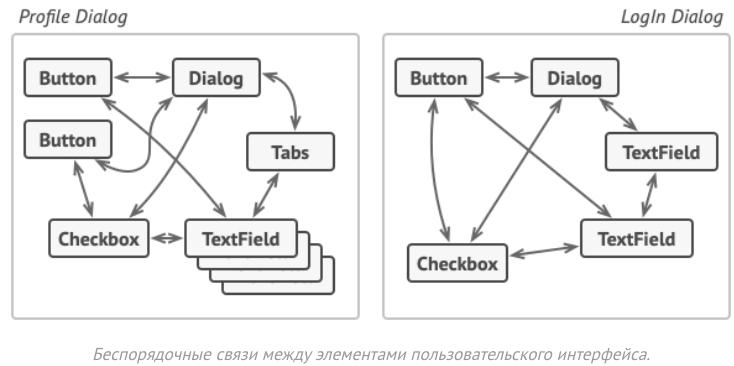 Profile Dialog
LogIn Dialog
Button
Dialog
Button
Tabs
Checkbox
TextField
Button
Dialog
TextField
TextField
Checkbox
Беспорядочные связи между элементами пользовательского интерфейса.